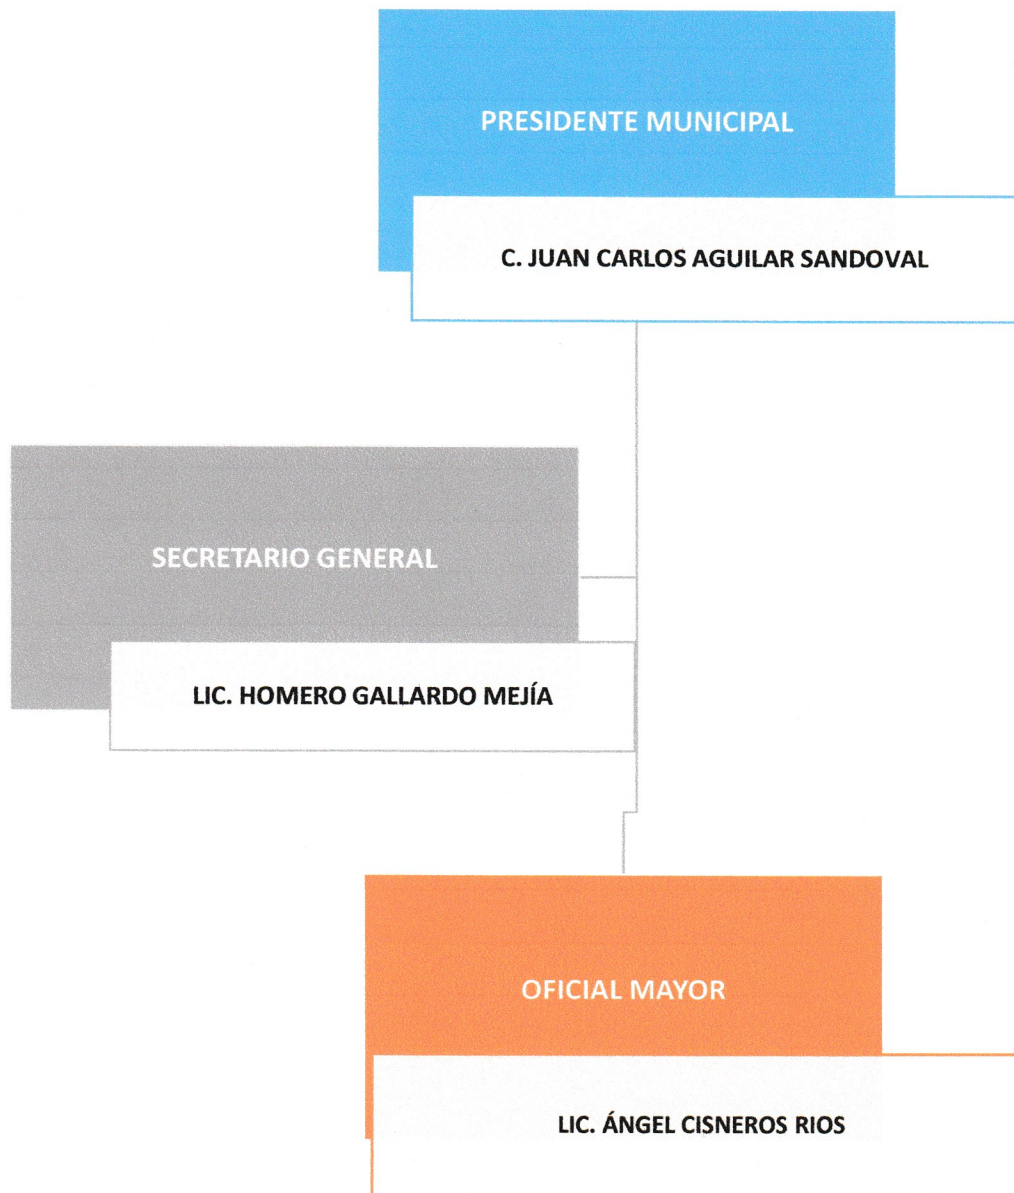 PRESIDENTE MUNICIPAL
C. JUAN CARLOS AGUILAR SANDOVAL
SECRETARIO GENERAL
LIC. HOMERO GALLARDO MEJÍA
OFICIAL MAYOR
LIC. ÁNGEL CISNEROS RIOS